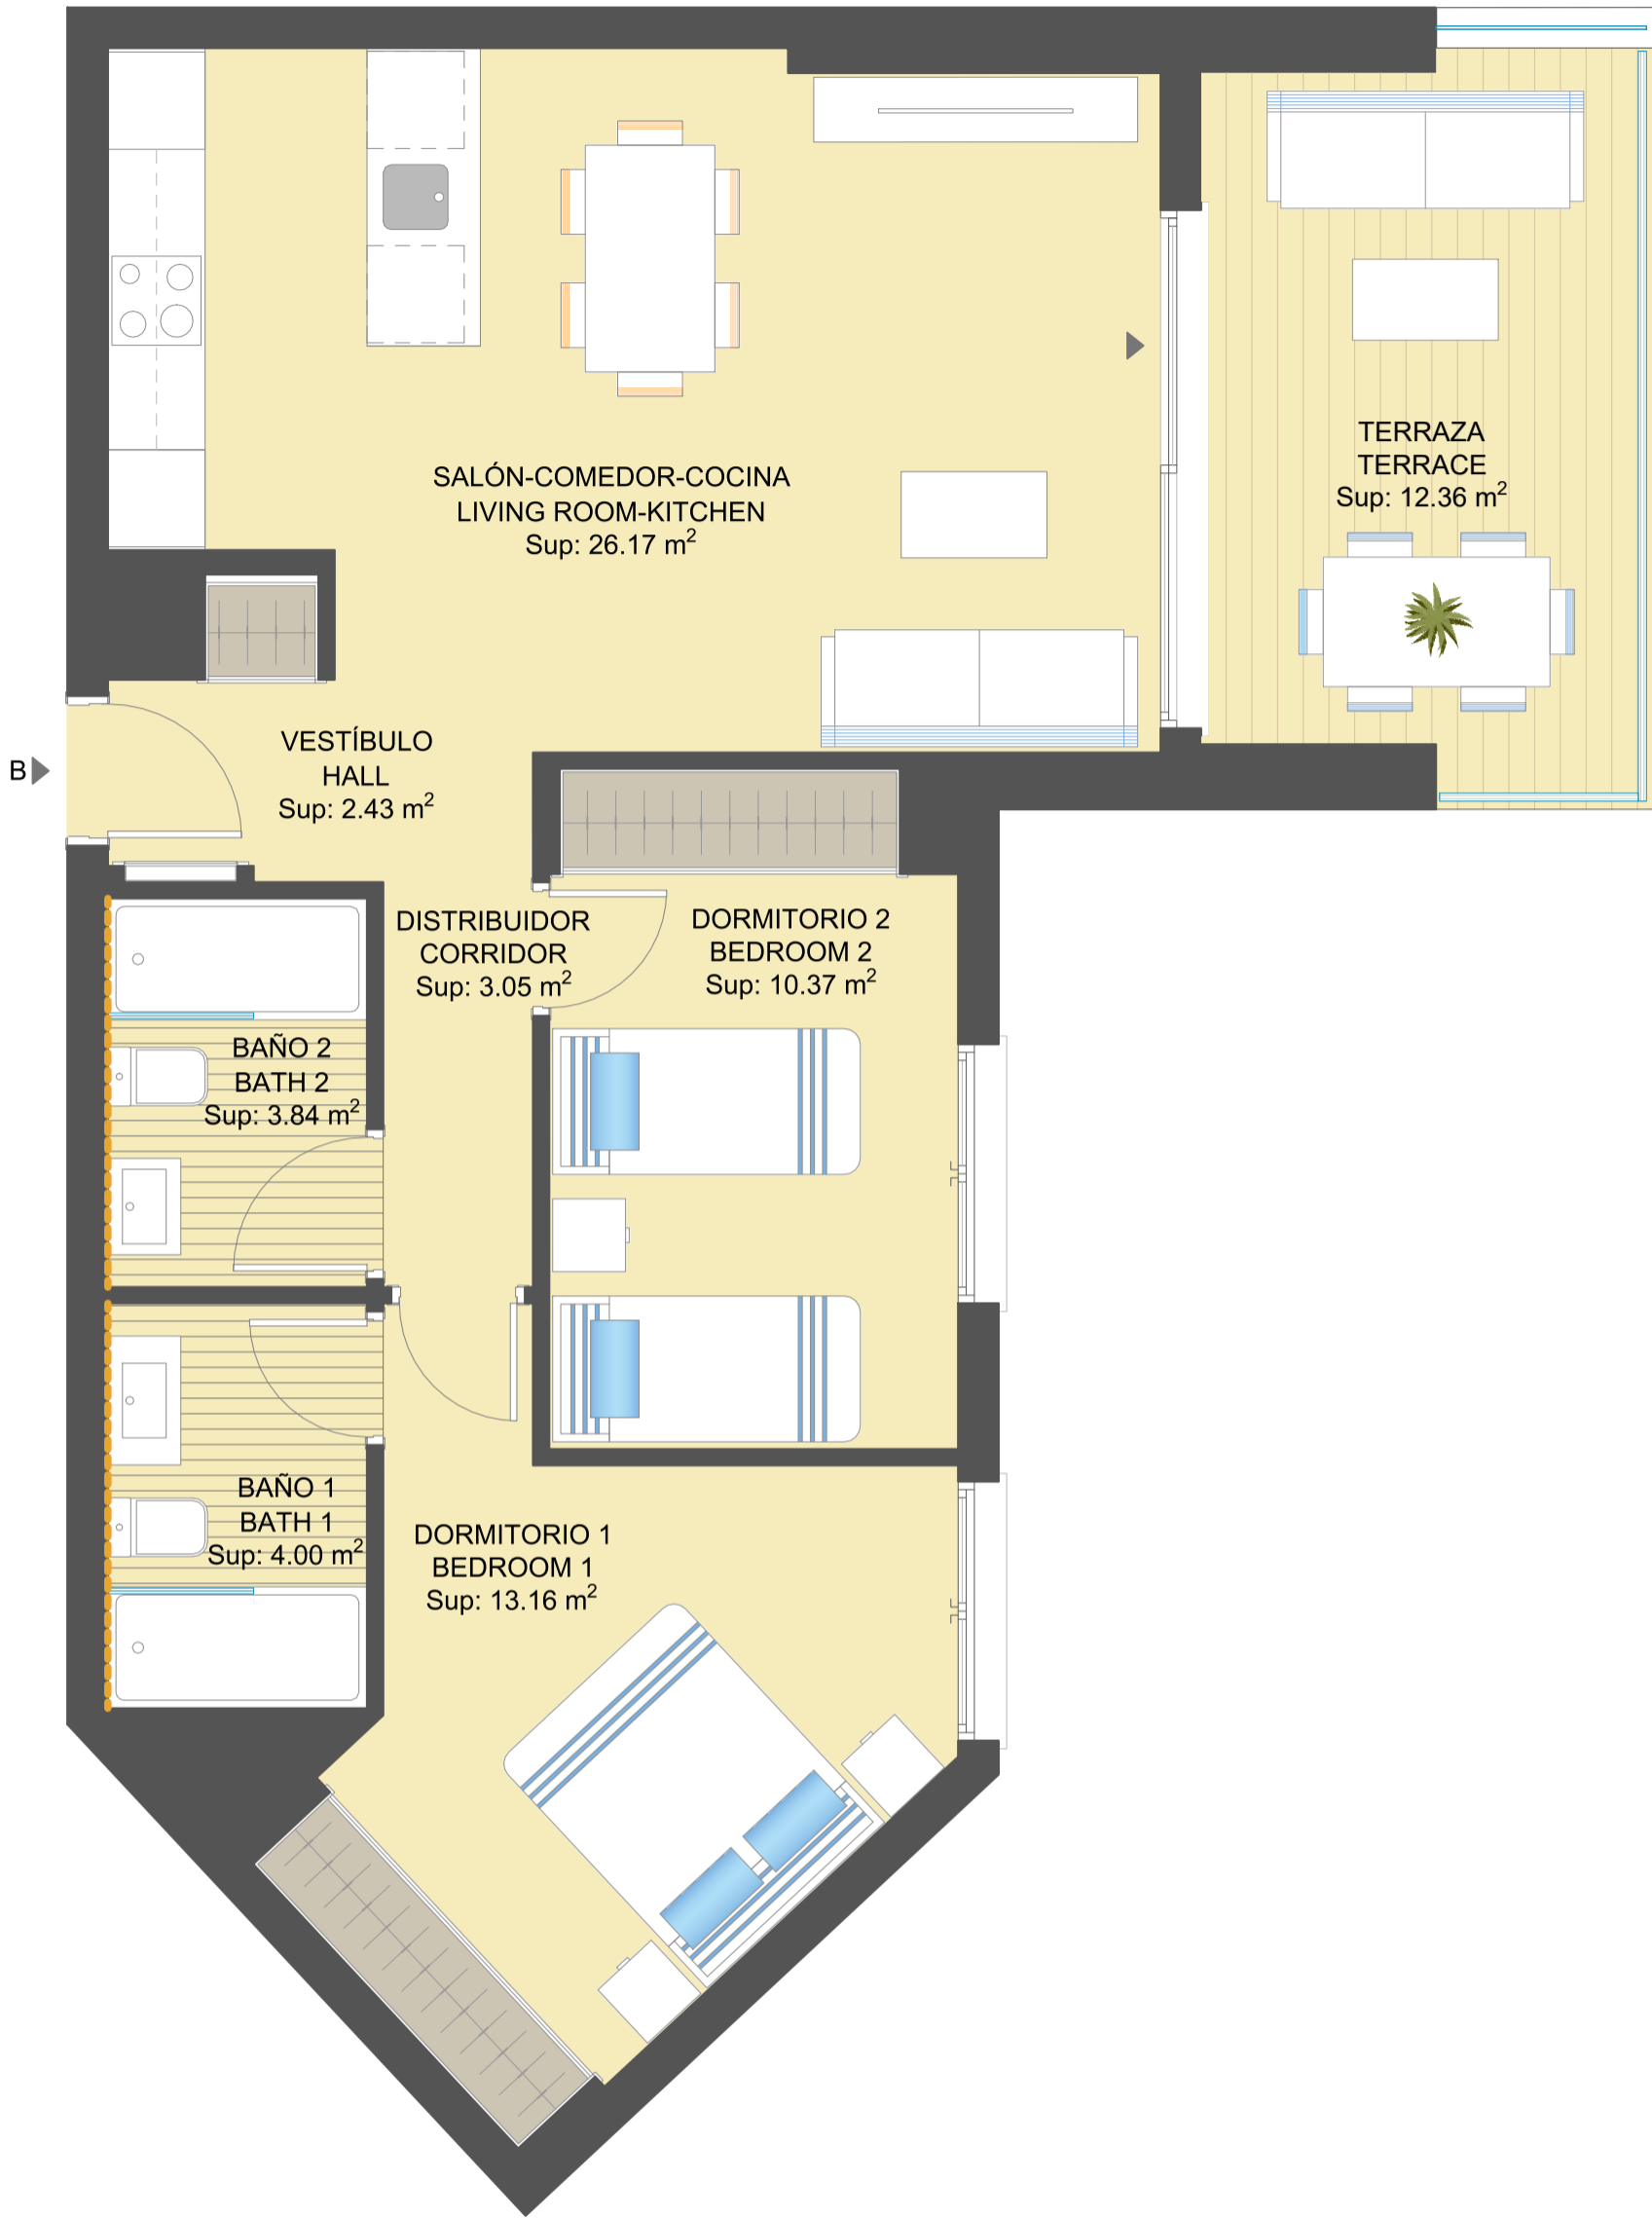 SALÓN-COMEDOR-COCINA
LIVING ROOM-KITCHEN
Sup: 26.17 m²
TERRAZA
TERRACE
Sup: 12.36 m²
B
VESTÍBULO
HALL
Sup: 2.43 m²
DISTRIBUIDOR
CORRIDOR
Sup: 3.05 m²
DORMITORIO 2
BEDROOM 2
Sup: 10.37 m²
BAÑO 2
BATH 2
Sup: 3.84 m²
BAÑO 1
BATH 1
Sup: 4.00 m²
DORMITORIO 1
BEDROOM 1
Sup: 13.16 m²